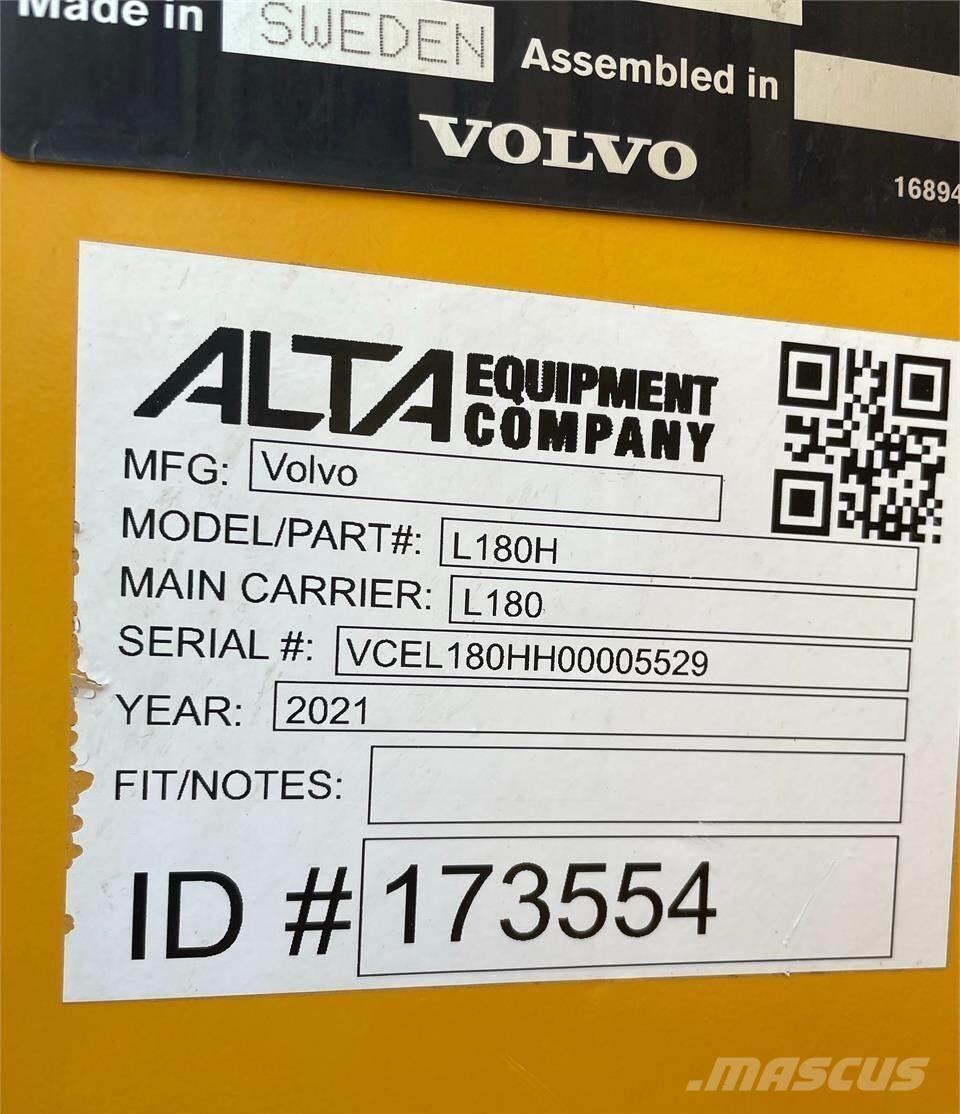 Made in SWEDEN Assembled in
VOLVO
16894
ALTA EQUIPMENT COMPANY
MFG: Volvo
MODEL/PART#: L180H
MAIN CARRIER: L180
SERIAL #: VCEL180HH00005529
YEAR: 2021
FIT/NOTES:
ID # 173554
.MASCUS